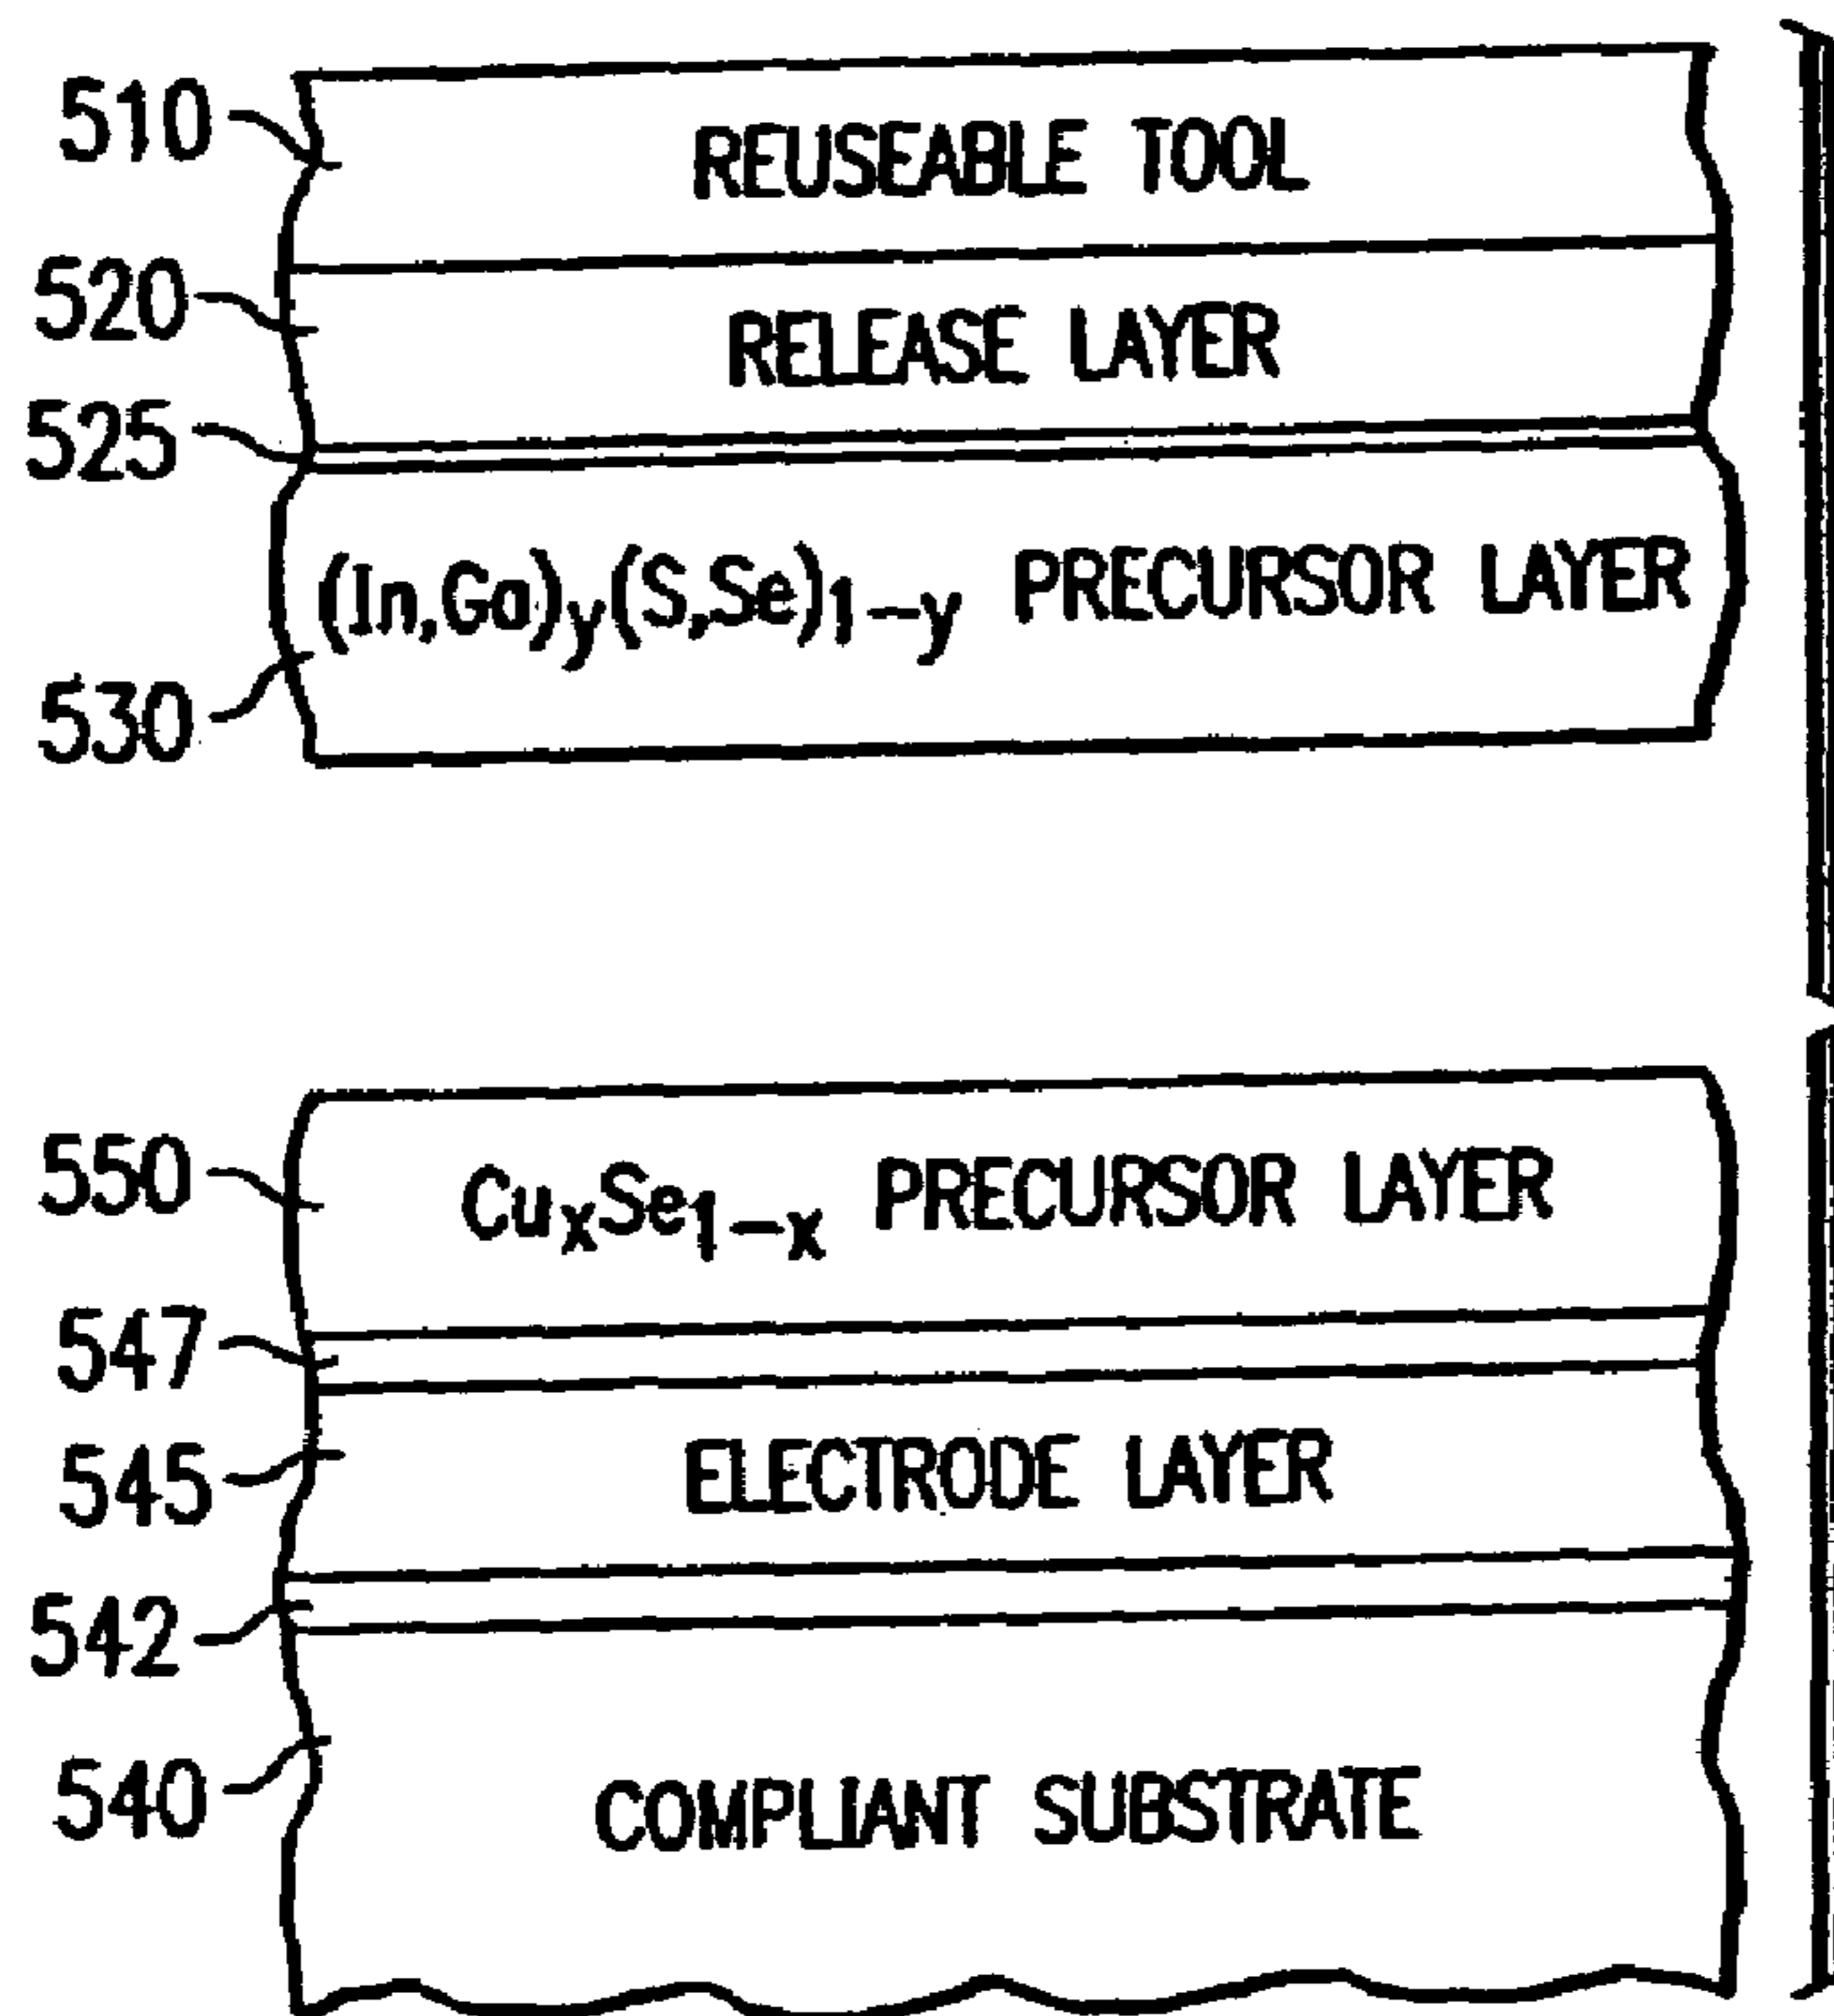 510 REUSEABLE TOOL
520 RELEASE LAYER
525
(In,Ga)y(S,Se)1-y PRECURSOR LAYER
530
550 CuxSe1-x PRECURSOR LAYER
547
545 ELECTRODE LAYER
542
540 COMPLIANT SUBSTRATE